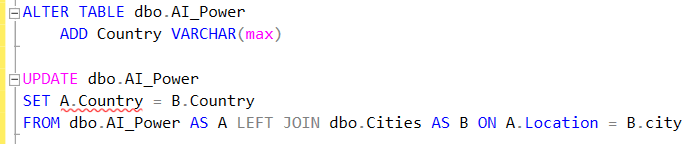 ALTER TABLE dbo.AI_Power
ADD Country VARCHAR(max)
UPDATE dbo.AI_Power
SET A.Country = B.Country
FROM dbo.AI_Power AS A LEFT JOIN dbo.Cities AS B ON A.Location = B.city